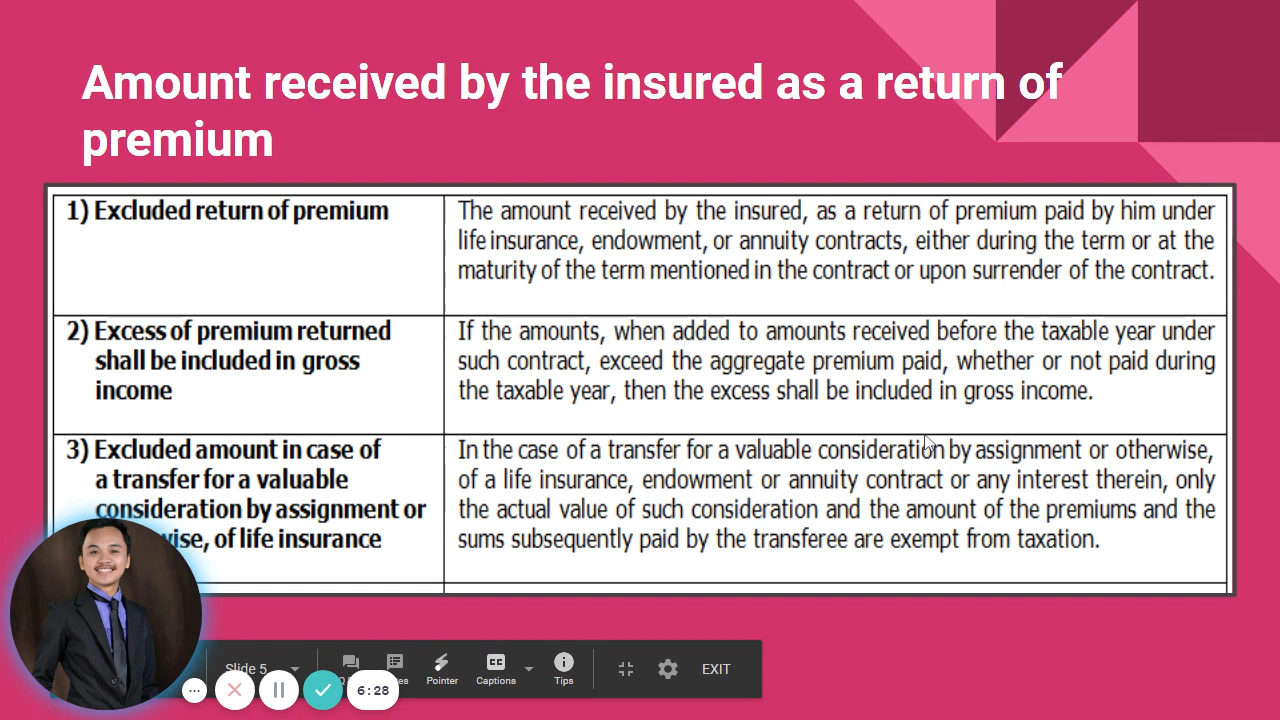 Amount received by the insured as a return of
premium
1) Excluded return of premium
The amount received by the insured, as a return of premium paid by him under
life insurance, endowment, or annuity contracts, either during the term or at the
maturity of the term mentioned in the contract or upon surrender of the contract.
2) Excess of premium returned
shall be included in gross
income
If the amounts, when added to amounts received before the taxable year under
such contract, exceed the aggregate premium paid, whether or not paid during
the taxable year, then the excess shall be included in gross income.
3) Excluded amount in case of
a transfer for a valuable
consideration by assignment or
wise, of life insurance
In the case of a transfer for a valuable consideration by assignment or otherwise,
of a life insurance, endowment or annuity contract or any interest therein, only
the actual value of such consideration and the amount of the premiums and the
sums subsequently paid by the transferee are exempt from taxation.
Slide 5
Pointer
Captions
Tips
EXIT
CC
6:28